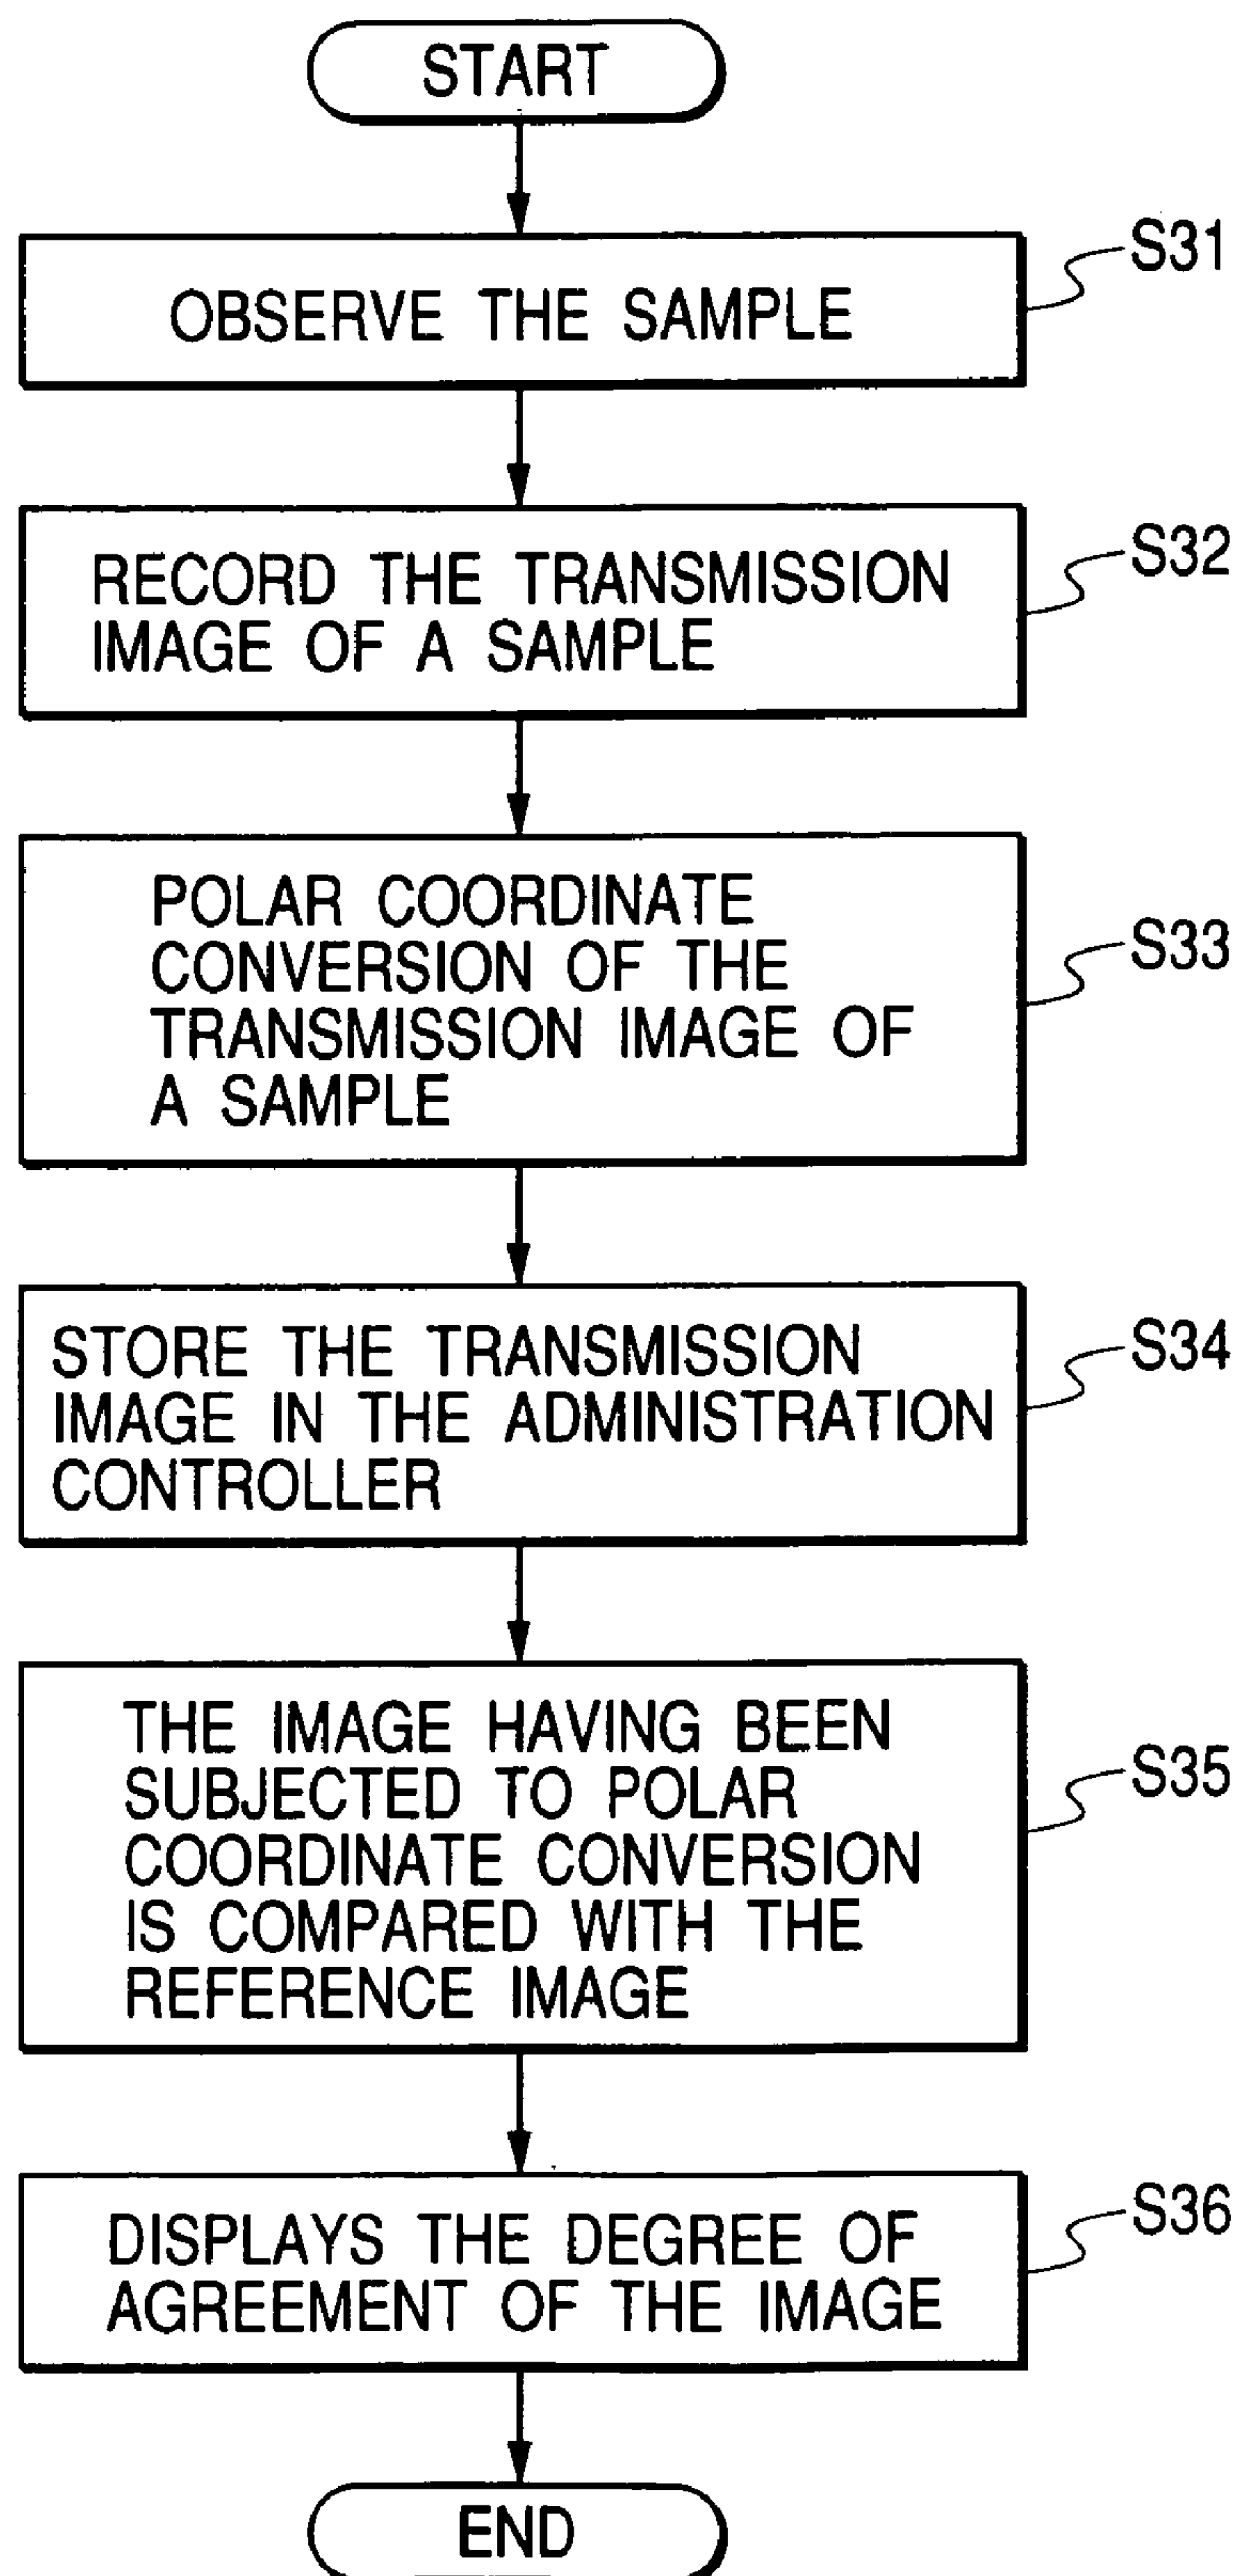 START
S31
OBSERVE THE SAMPLE
S32
RECORD THE TRANSMISSION
IMAGE OF A SAMPLE
S33
POLAR COORDINATE
CONVERSION OF THE
TRANSMISSION IMAGE OF
A SAMPLE
S34
STORE THE TRANSMISSION
IMAGE IN THE ADMINISTRATION
CONTROLLER
S35
THE IMAGE HAVING BEEN
SUBJECTED TO POLAR
COORDINATE CONVERSION
IS COMPARED WITH THE
REFERENCE IMAGE
S36
DISPLAYS THE DEGREE OF
AGREEMENT OF THE IMAGE
END